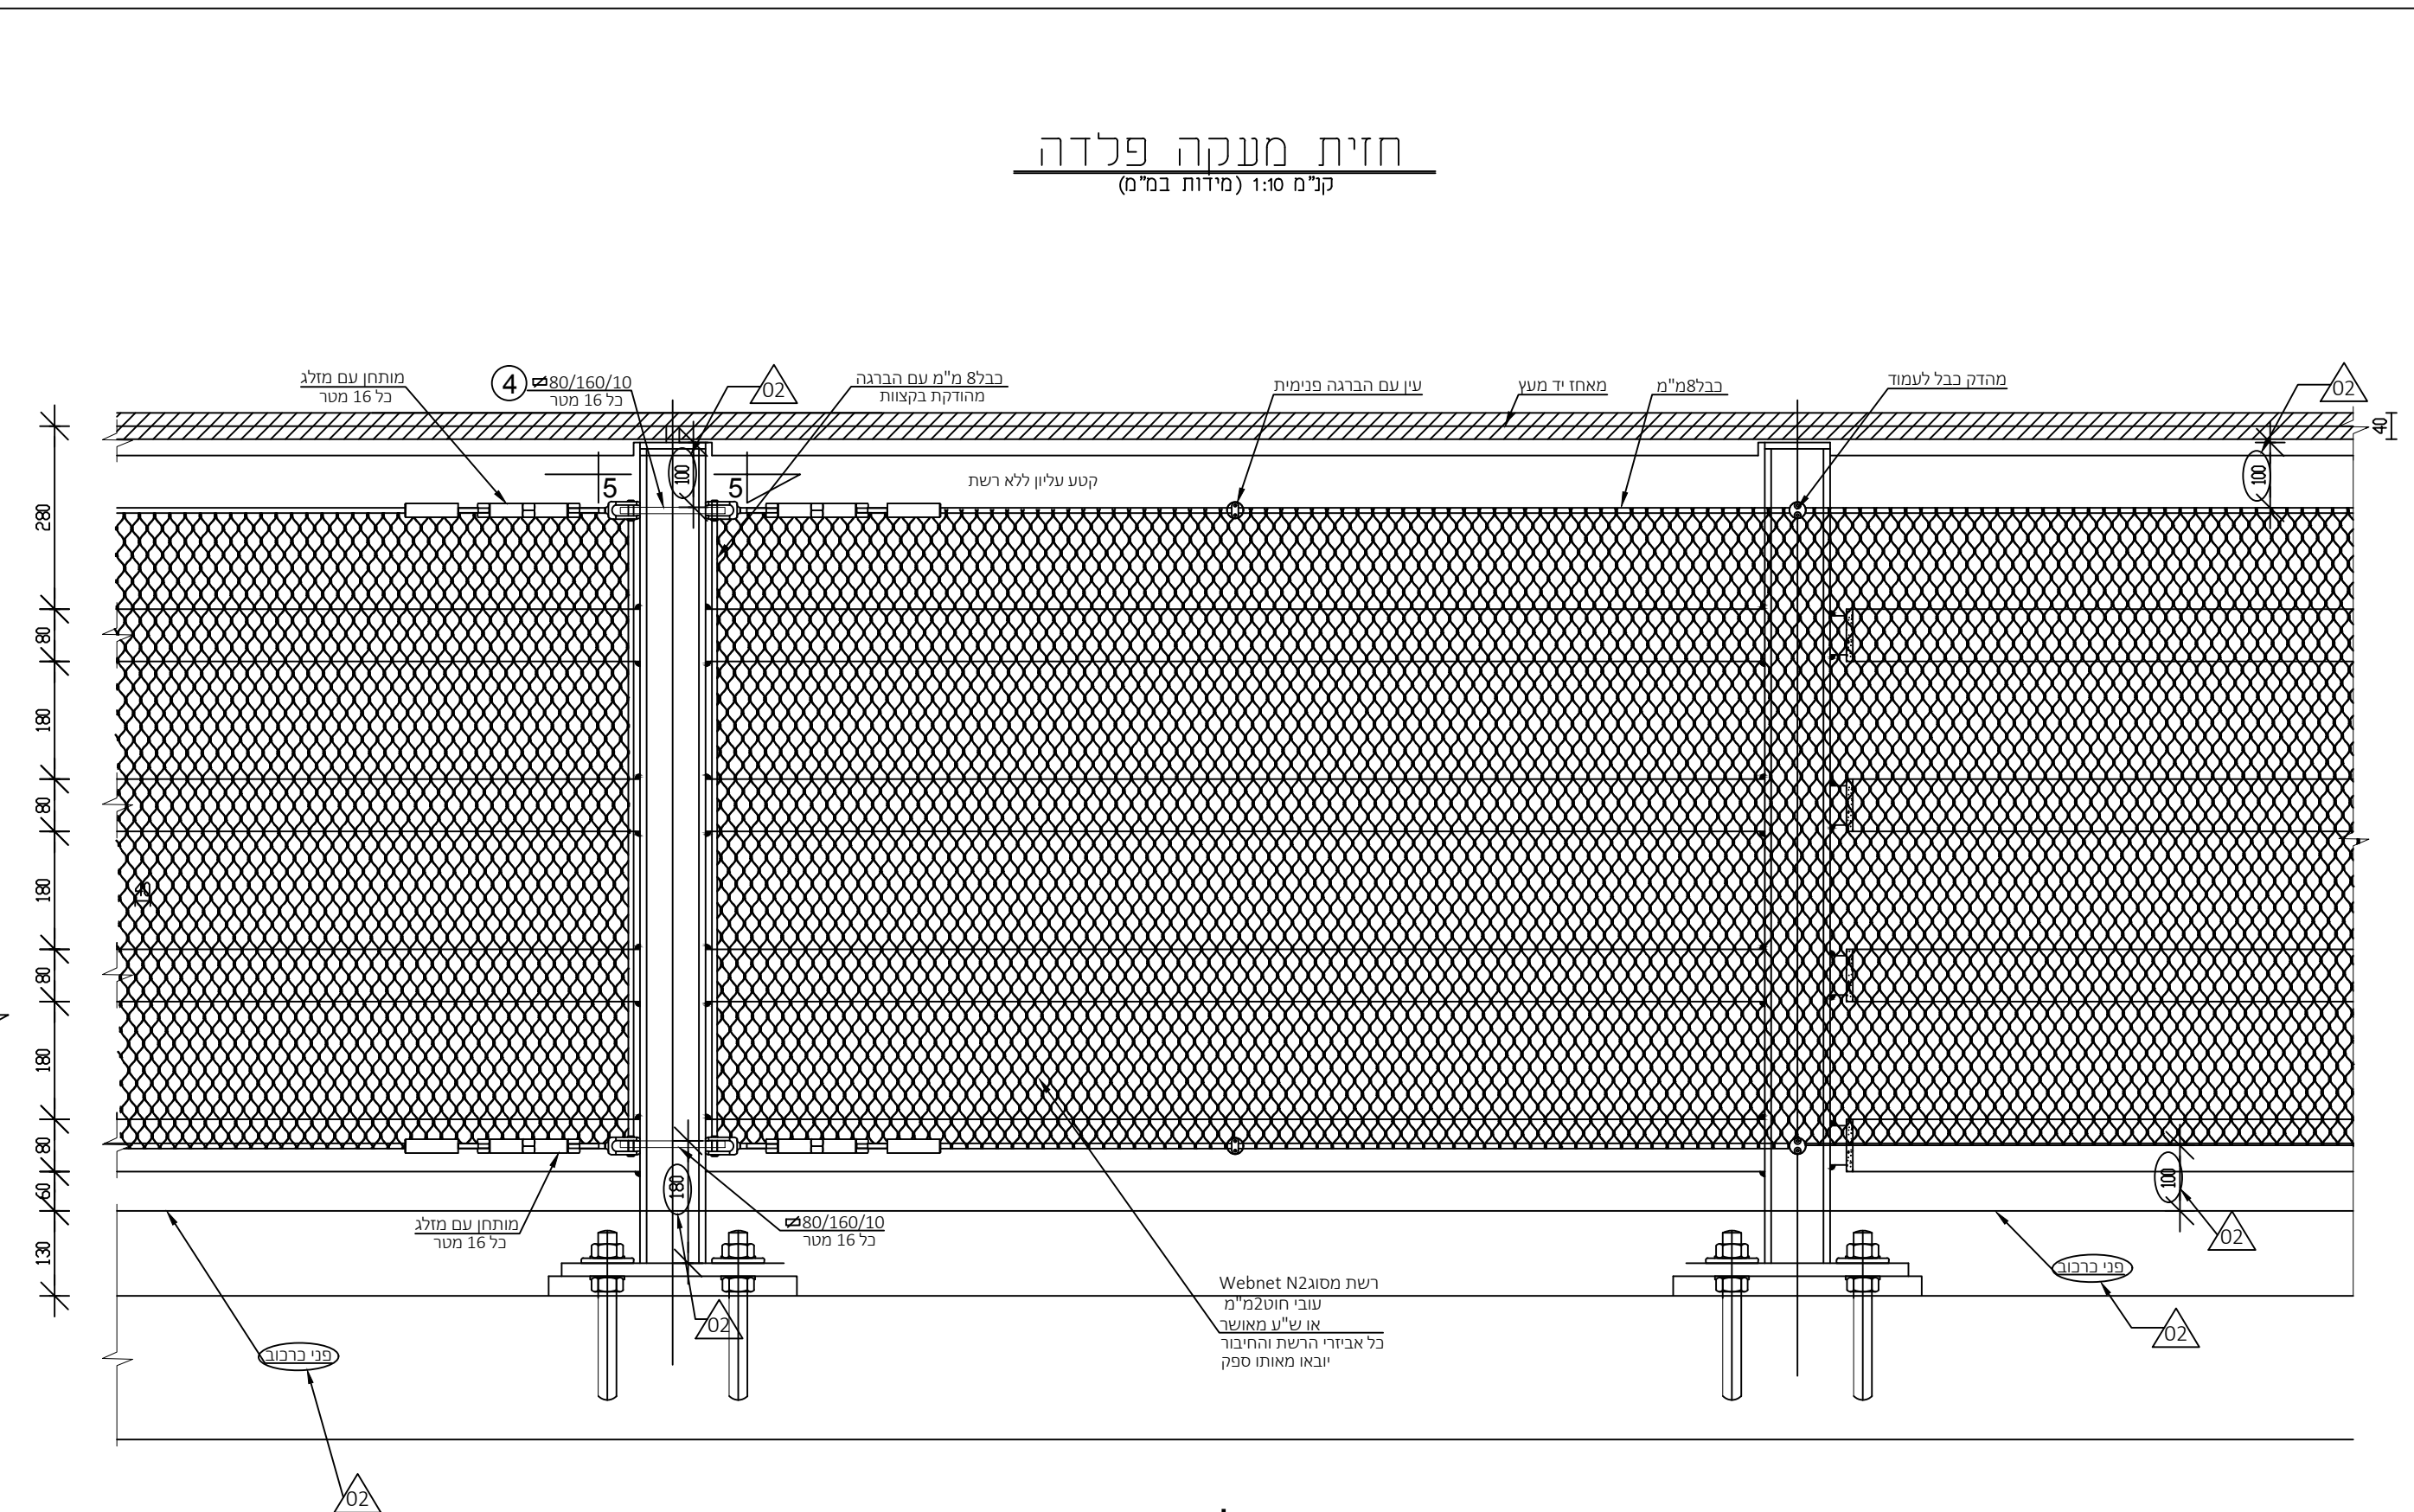 חזית מעקה פלדה
קנ"מ 1:10 (מידות במ"מ)
מותחן עם מזלג
כל 16 מטר
4
80/160/10
כל 16 מטר
02
כבל8 מ"מ עם הברגה
מהודקת בקצוות
עין עם הברגה פנימית
מאחז יד מעץ
כבל8מ"מ
מהדק כבל לעמוד
02
40
5
100
5
קטע עליון ללא רשת
100
280
80
180
80
180
40
80
180
80
60
130
180
100
מותחן עם מזלג
כל 16 מטר
80/160/10
כל 16 מטר
02
פני כרכוב
02
רשת מסוגWebnet N2
עובי חוט2מ"מ
או ש"ע מאושר
כל אביזרי הרשת והחיבור
יובאו מאותו ספק
02
פני כרכוב
02
02